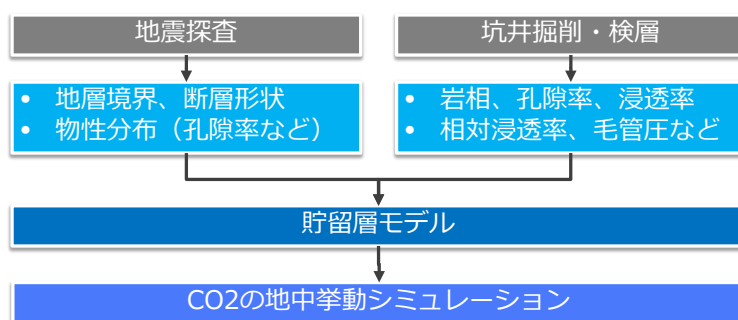 地震探査
坑井掘削・検層
• 地層境界、断層形状
• 物性分布（孔隙率など）
• 岩相、孔隙率、浸透率
• 相対浸透率、毛管圧など
貯留層モデル
CO2の地中挙動シミュレーション